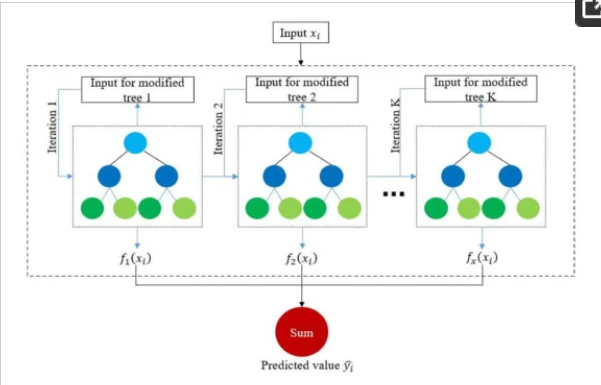 Input xᵢ
Input for modified
tree 1
Input for modified
tree 2
Input for modified
tree K
Iteration 1
Iteration 2
Iteration K
...
f₁(xᵢ)
f₂(xᵢ)
fₓ(xᵢ)
Sum
Predicted value ŷᵢ